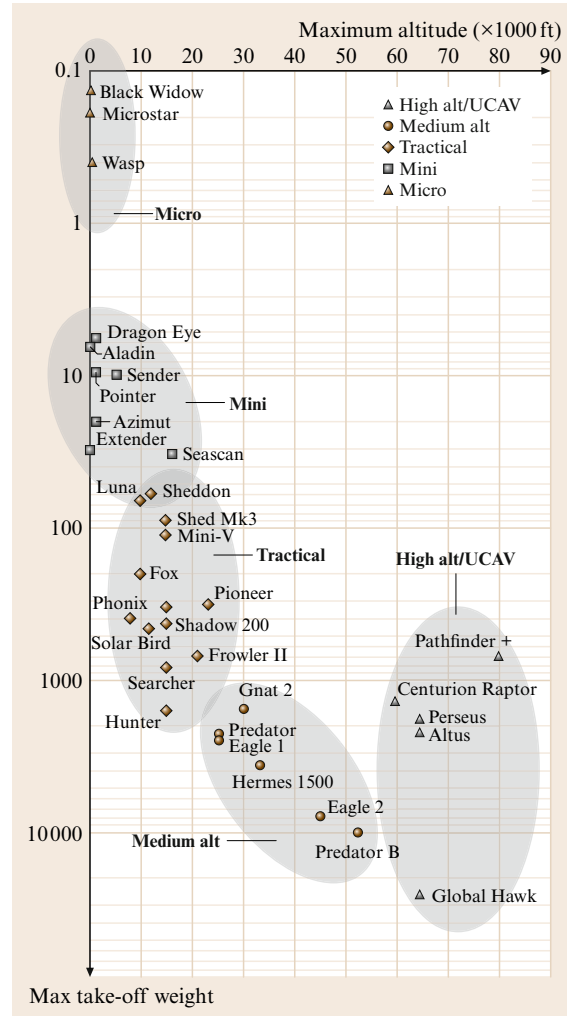 Maximum altitude (×1000 ft)
0 10 20 30 40 50 60 70 80 90
0.1
Black Widow
Microstar
High alt/UCAV
Medium alt
Tractical
Mini
Micro
Wasp
Micro
1
Dragon Eye
Aladin
10
Sender
Pointer
Mini
Azimut
Extender
Seascan
Luna
Sheddon
Shed Mk3
100
Mini-V
Tractical
High alt/UCAV
Fox
Pioneer
Phonix
Shadow 200
Solar Bird
Pathfinder +
Frowler II
Searcher
1000
Gnat 2
Centurion Raptor
Hunter
Perseus
Predator
Altus
Eagle 1
Hermes 1500
Eagle 2
10000
Medium alt
Predator B
Global Hawk
Max take-off weight